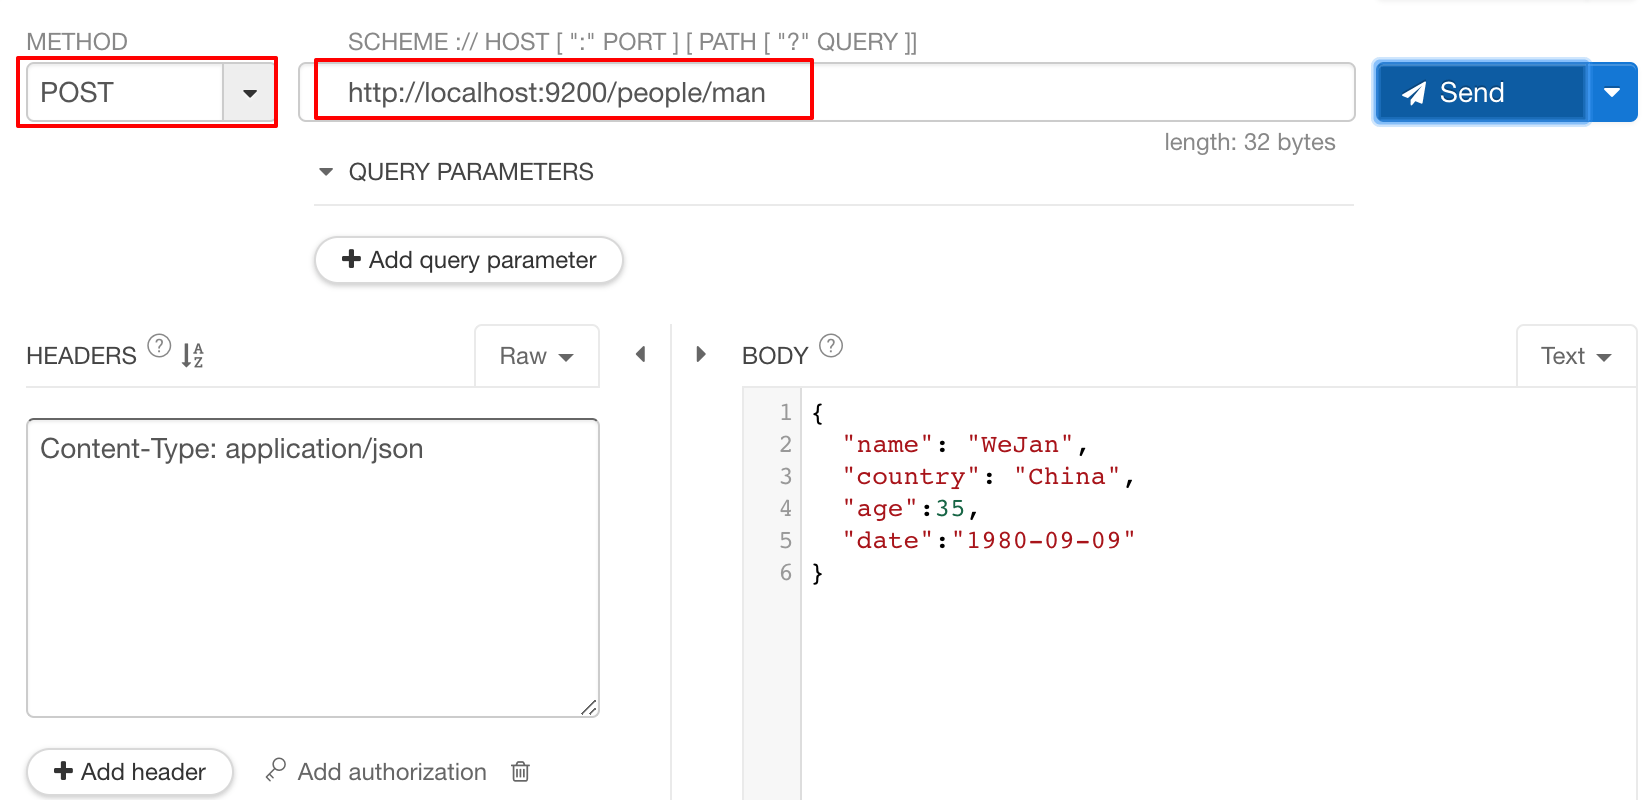 METHOD
SCHEME :// HOST [ ":" PORT ] [ PATH [ "?" QUERY ]]
POST
http://localhost:9200/people/man
Send
length: 32 bytes
QUERY PARAMETERS
Add query parameter
HEADERS
?
A
Z
Raw
BODY
?
Text
Content-Type: application/json
1 {
2 "name": "WeJan",
3 "country": "China",
4 "age":35,
5 "date":"1980-09-09"
6 }
Add header
Add authorization